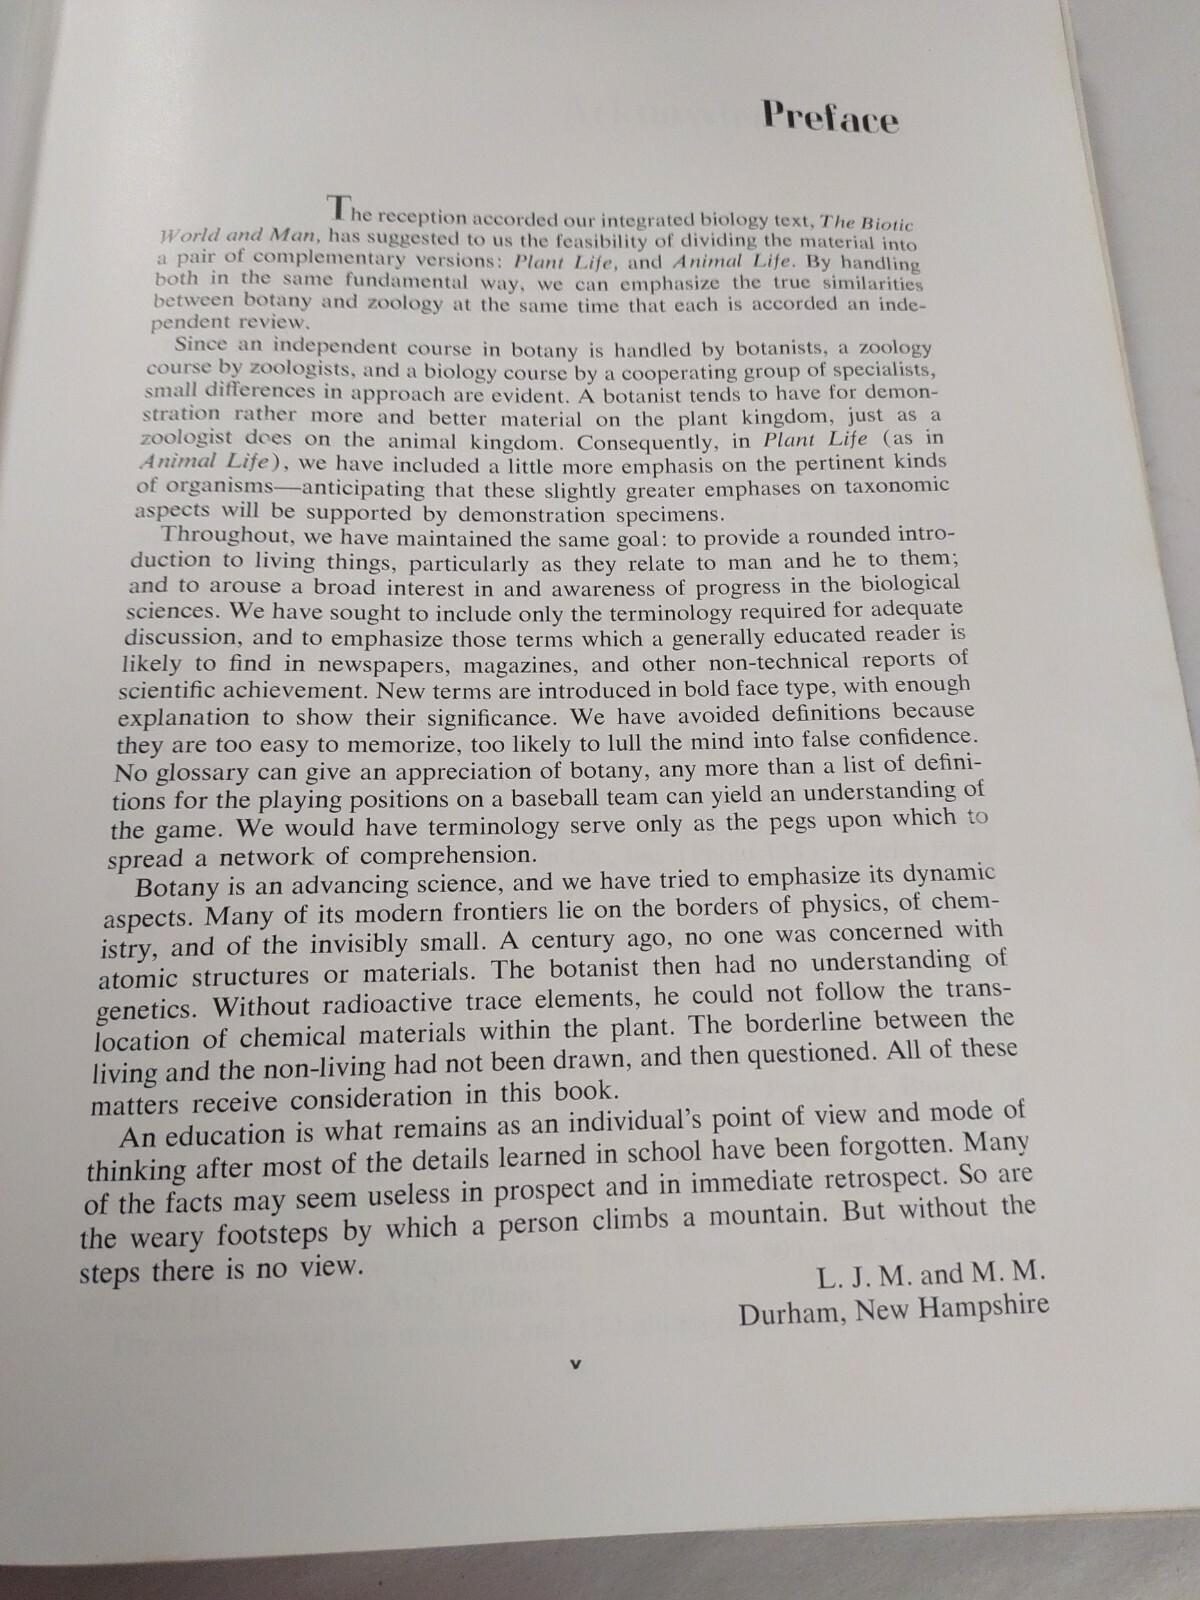 Preface
The reception accorded our integrated biology text, The Biotic
World and Man, has suggested to us the feasibility of dividing the material into
a pair of complementary versions: Plant Life, and Animal Life. By handling
both in the same fundamental way, we can emphasize the true similarities
between botany and zoology at the same time that each is accorded an inde-
pendent review.
Since an independent course in botany is handled by botanists, a zoology
course by zoologists, and a biology course by a cooperating group of specialists,
small differences in approach are evident. A botanist tends to have for demon-
stration rather more and better material on the plant kingdom, just as a
zoologist does on the animal kingdom. Consequently, in Plant Life (as in
Animal Life), we have included a little more emphasis on the pertinent kinds
of organisms—anticipating that these slightly greater emphases on taxonomic
aspects will be supported by demonstration specimens.
Throughout, we have maintained the same goal: to provide a rounded intro-
duction to living things, particularly as they relate to man and he to them;
and to arouse a broad interest in and awareness of progress in the biological
sciences. We have sought to include only the terminology required for adequate
discussion, and to emphasize those terms which a generally educated reader is
likely to find in newspapers, magazines, and other non-technical reports of
scientific achievement. New terms are introduced in bold face type, with enough
explanation to show their significance. We have avoided definitions because
they are too easy to memorize, too likely to lull the mind into false confidence.
No glossary can give an appreciation of botany, any more than a list of defini-
tions for the playing positions on a baseball team can yield an understanding of
the game. We would have terminology serve only as the pegs upon which to
spread a network of comprehension.
Botany is an advancing science, and we have tried to emphasize its dynamic
aspects. Many of its modern frontiers lie on the borders of physics, of chem-
istry, and of the invisibly small. A century ago, no one was concerned with
atomic structures or materials. The botanist then had no understanding of
genetics. Without radioactive trace elements, he could not follow the trans-
location of chemical materials within the plant. The borderline between the
living and the non-living had not been drawn, and then questioned. All of these
matters receive consideration in this book.
An education is what remains as an individual's point of view and mode of
thinking after most of the details learned in school have been forgotten. Many
of the facts may seem useless in prospect and in immediate retrospect. So are
the weary footsteps by which a person climbs a mountain. But without the
steps there is no view.
L. J. M. and M. M.
Durham, New Hampshire
v